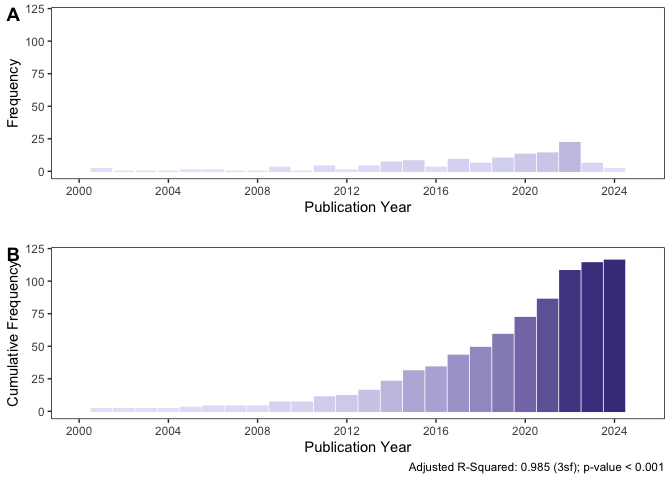 A
Frequency
125
100
75
50
25
0
2000 2004 2008 2012 2016 2020 2024
Publication Year
B
Cumulative Frequency
125
100
75
50
25
0
2000 2004 2008 2012 2016 2020 2024
Publication Year
Adjusted R-Squared: 0.985 (3sf); p-value < 0.001